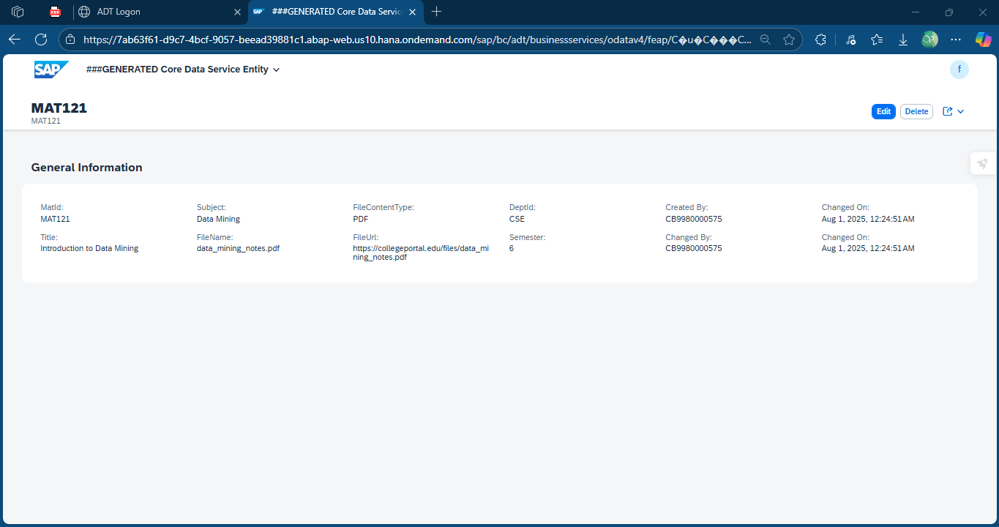 PDF
ADT Logon
SAP
###GENERATED Core Data Servic
https://7ab63f61-d9c7-4bcf-9057-beead39881c1.abap-web.us10.hana.ondemand.com/sap/bc/adt/businessservices/odatav4/feap/C�u�C���C...
SAP
###GENERATED Core Data Service Entity
f
MAT121
MAT121
Edit
Delete
General Information
MatId:
MAT121
Title:
Introduction to Data Mining
Subject:
Data Mining
FileName:
data_mining_notes.pdf
FileContentType:
PDF
FileUrl:
https://collegeportal.edu/files/data_mi
ning_notes.pdf
DeptId:
CSE
Semester:
6
Created By:
CB9980000575
Changed By:
CB9980000575
Changed On:
Aug 1, 2025, 12:24:51 AM
Changed On:
Aug 1, 2025, 12:24:51 AM